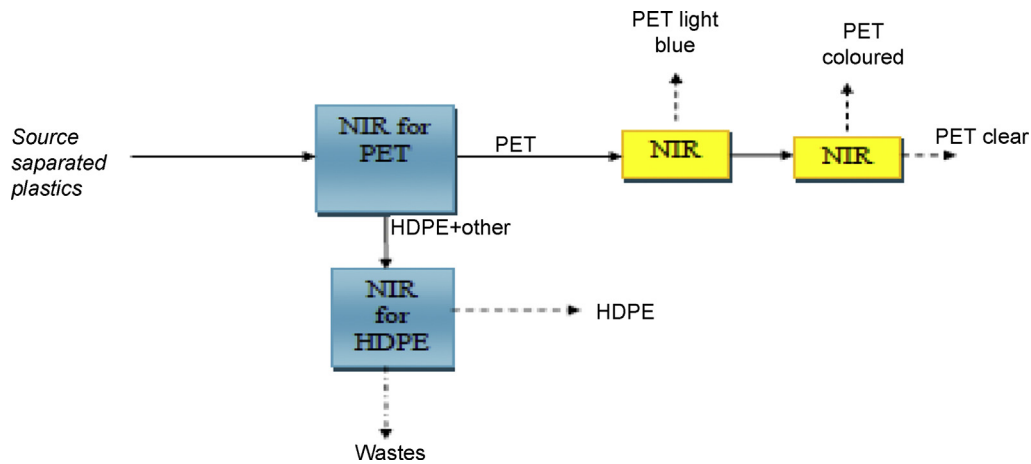 Source
saparated
plastics
NIR for
PET
PET
NIR
PET light
blue
NIR
PET
coloured
PET clear
HDPE+other
NIR
for
HDPE
HDPE
Wastes